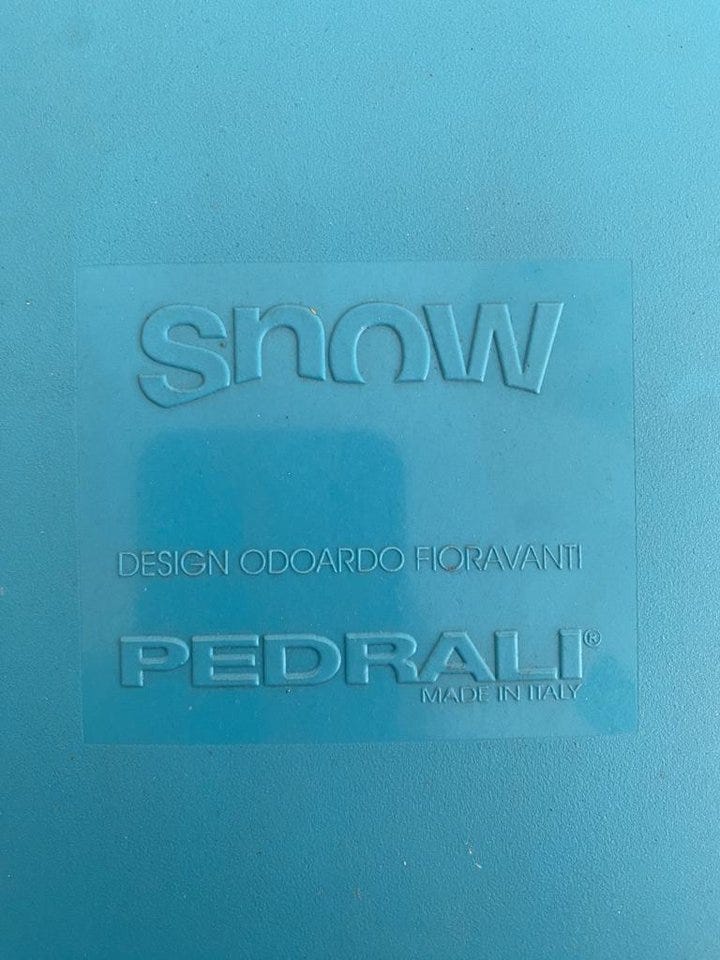 snow
DESIGN ODOARDO FIORAVANTI
PEDRALI®
MADE IN ITALY